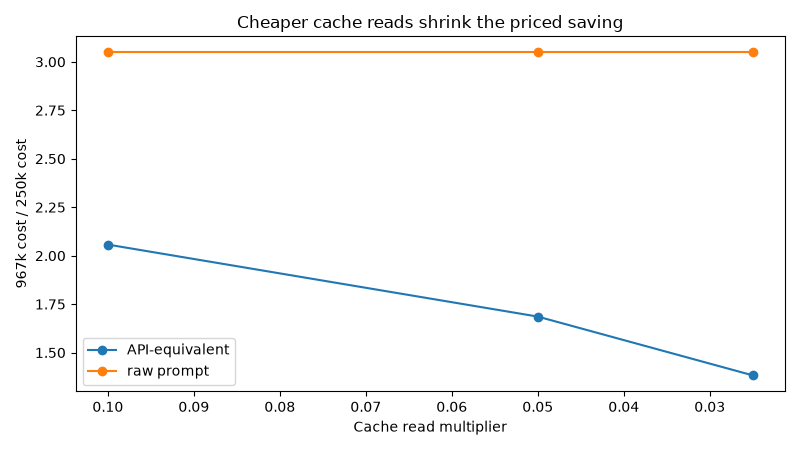 Cheaper cache reads shrink the priced saving
967k cost / 250k cost
3.00
2.75
2.50
2.25
2.00
1.75
1.50
API-equivalent
raw prompt
0.10 0.09 0.08 0.07 0.06 0.05 0.04 0.03
Cache read multiplier